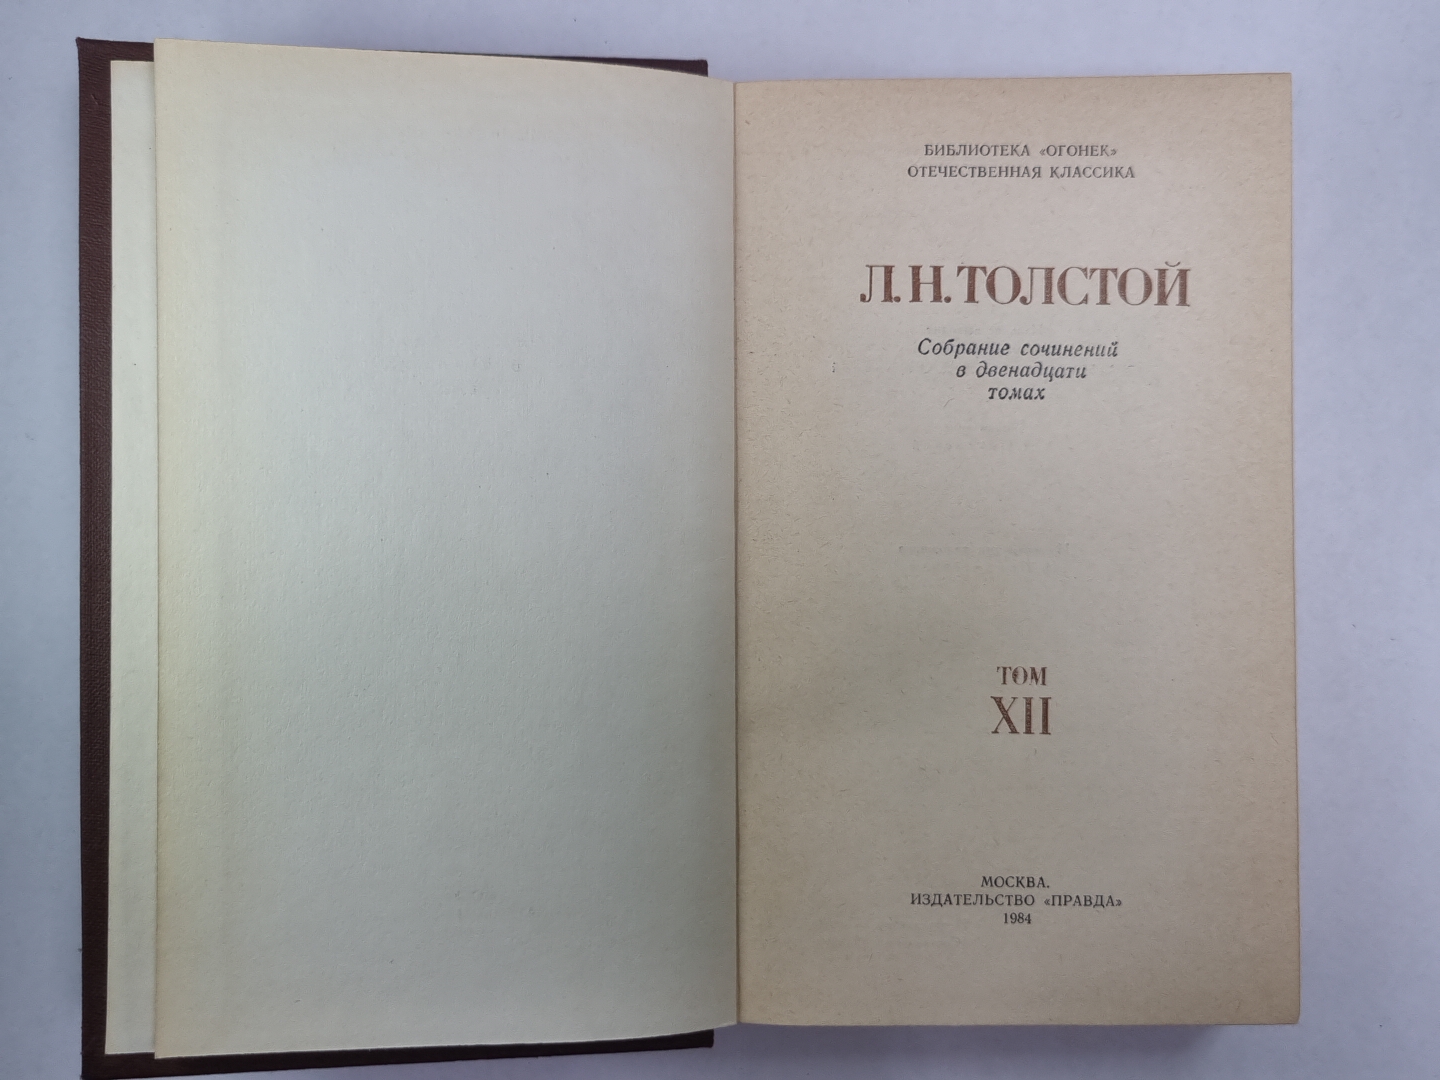 БИБЛИОТЕКА «ОГОНЕК»
ОТЕЧЕСТВЕННАЯ КЛАССИКА
Л.Н.ТОЛСТОЙ
Собрание сочинений
в двенадцати
томах
ТОМ
XII
МОСКВА.
ИЗДАТЕЛЬСТВО «ПРАВДА»
1984